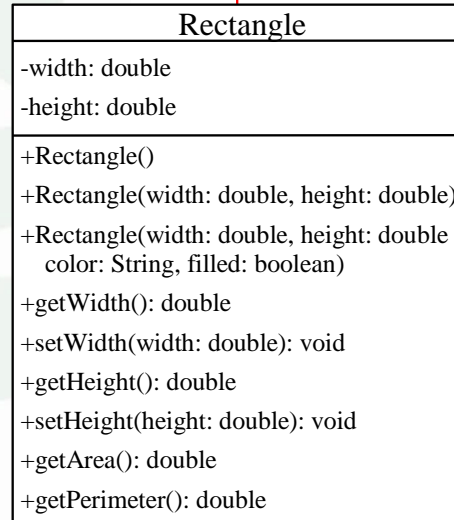 Rectangle
-width: double
-height: double
+Rectangle()
+Rectangle(width: double, height: double)
+Rectangle(width: double, height: double
color: String, filled: boolean)
+getWidth(): double
+setWidth(width: double): void
+getHeight(): double
+setHeight(height: double): void
+getArea(): double
+getPerimeter(): double